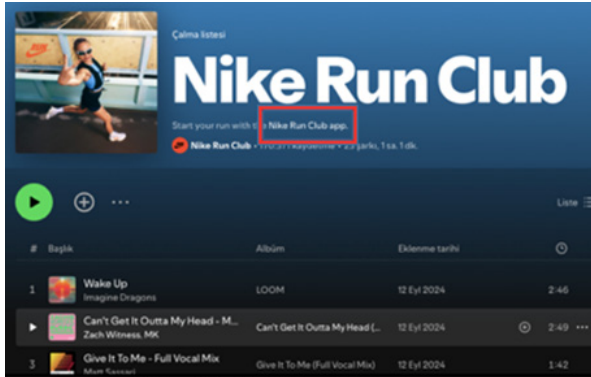 Çalma listesi
Nike Run Club
Start your run with the Nike Run Club app.
Nike Run Club • kaydetme • 23 şarkı, 1 sa. 1 dk.
Liste
# Başlık Albüm Eklenme tarihi
1 Wake Up LOOM 12 Eyl 2024 2:46
Imagine Dragons
Can't Get It Outta My Head - M... Can't Get It Outta My Head (... 12 Eyl 2024 2:49
Zach Witness, MK
3 Give It To Me - Full Vocal Mix Give It To Me (Full Vocal Mix) 12 Eyl 2024 1:42
Matt Sassari